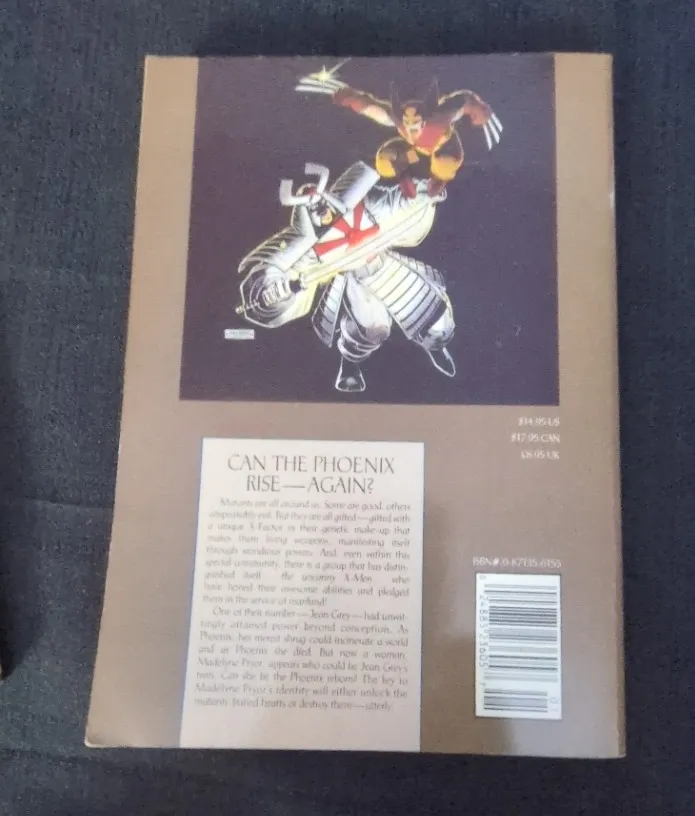 $14.95 US
$17.95 CAN
£8.95 UK
CAN THE PHOENIX
RISE—AGAIN?
Mutants are all around us. Some are good, others
unspeakably evil. But they are all gifted—gifted with
a unique X-Factor in their genetic make-up that
makes them living weapons, manifesting itself
through wondrous powers. And, even within this
special community, there is a group that has distin-
guished itself the uncanny X-Men who
have honed their awesome abilities and pledged
them in the service of mankind!
One of their number—Jean Grey—had unwit-
tingly attained power beyond conception. As
Phoenix, her merest shrug could incinerate a world
and as Phoenix she died. But now a woman,
Madelyne Pryor, appears who could be Jean Grey's
twin. Can she be the Phoenix reborn? The key to
Madelyne Pryor's identity will either unlock the
mutants' buried hearts or destroy them—utterly.
ISBN#:0-87135-